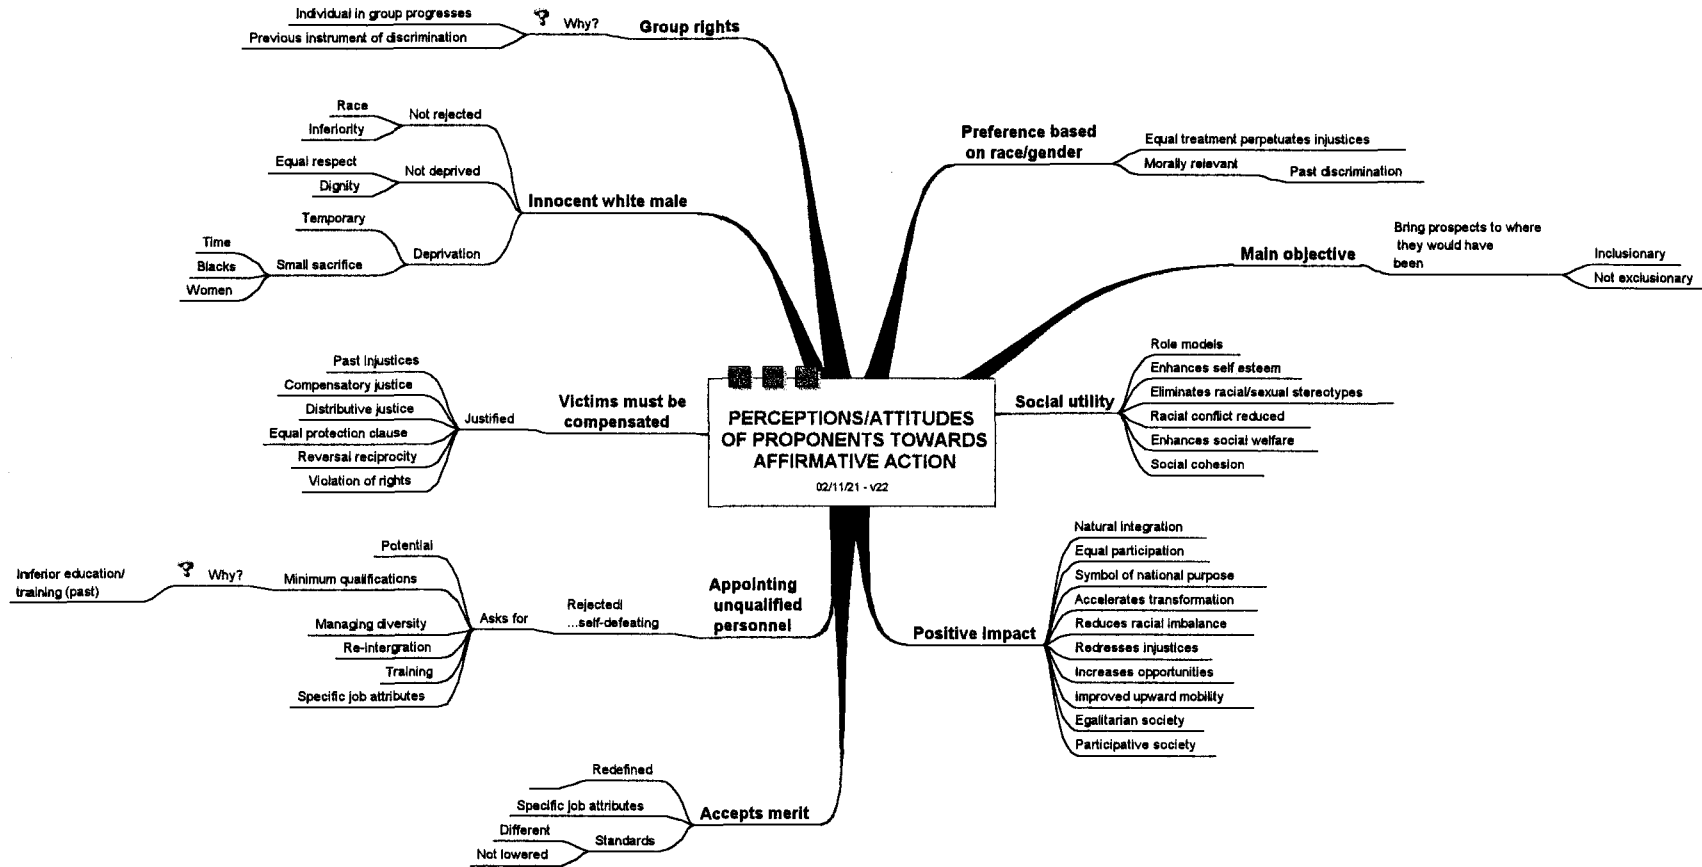 Individual in group progresses
Previous instrument of discrimination
? Why?
Group rights
Race
Inferiority
Not rejected
Equal respect
Dignity
Not deprived
Temporary
Time
Blacks
Women
Small sacrifice
Deprivation
Innocent white male
Past Injustices
Compensatory justice
Distributive justice
Equal protection clause
Reversal reciprocity
Violation of rights
Justified
Victims must be
compensated
Potential
Inferior education/
training (past)
? Why?
Minimum qualifications
Managing diversity
Re-intergration
Training
Specific job attributes
Asks for
Rejected/
...self-defeating
Appointing
unqualified
personnel
Redefined
Specific job attributes
Different
Not lowered
Standards
Accepts merit
PERCEPTIONS/ATTITUDES
OF PROPONENTS TOWARDS
AFFIRMATIVE ACTION
02/11/21 - v22
Preference based
on race/gender
Equal treatment perpetuates injustices
Morally relevant
Past discrimination
Main objective
Bring prospects to where
they would have
been
Inclusionary
Not exclusionary
Social utility
Role models
Enhances self esteem
Eliminates racial/sexual stereotypes
Racial conflict reduced
Enhances social welfare
Social cohesion
Positive Impact
Natural integration
Equal participation
Symbol of national purpose
Accelerates transformation
Reduces racial imbalance
Redresses injustices
Increases opportunities
Improved upward mobility
Egalitarian society
Participative society